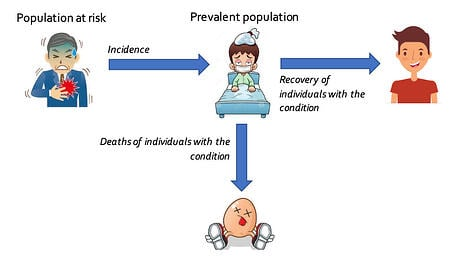 Population at risk
Prevalent population
Incidence
Recovery of
individuals with the
condition
Deaths of individuals with the
condition